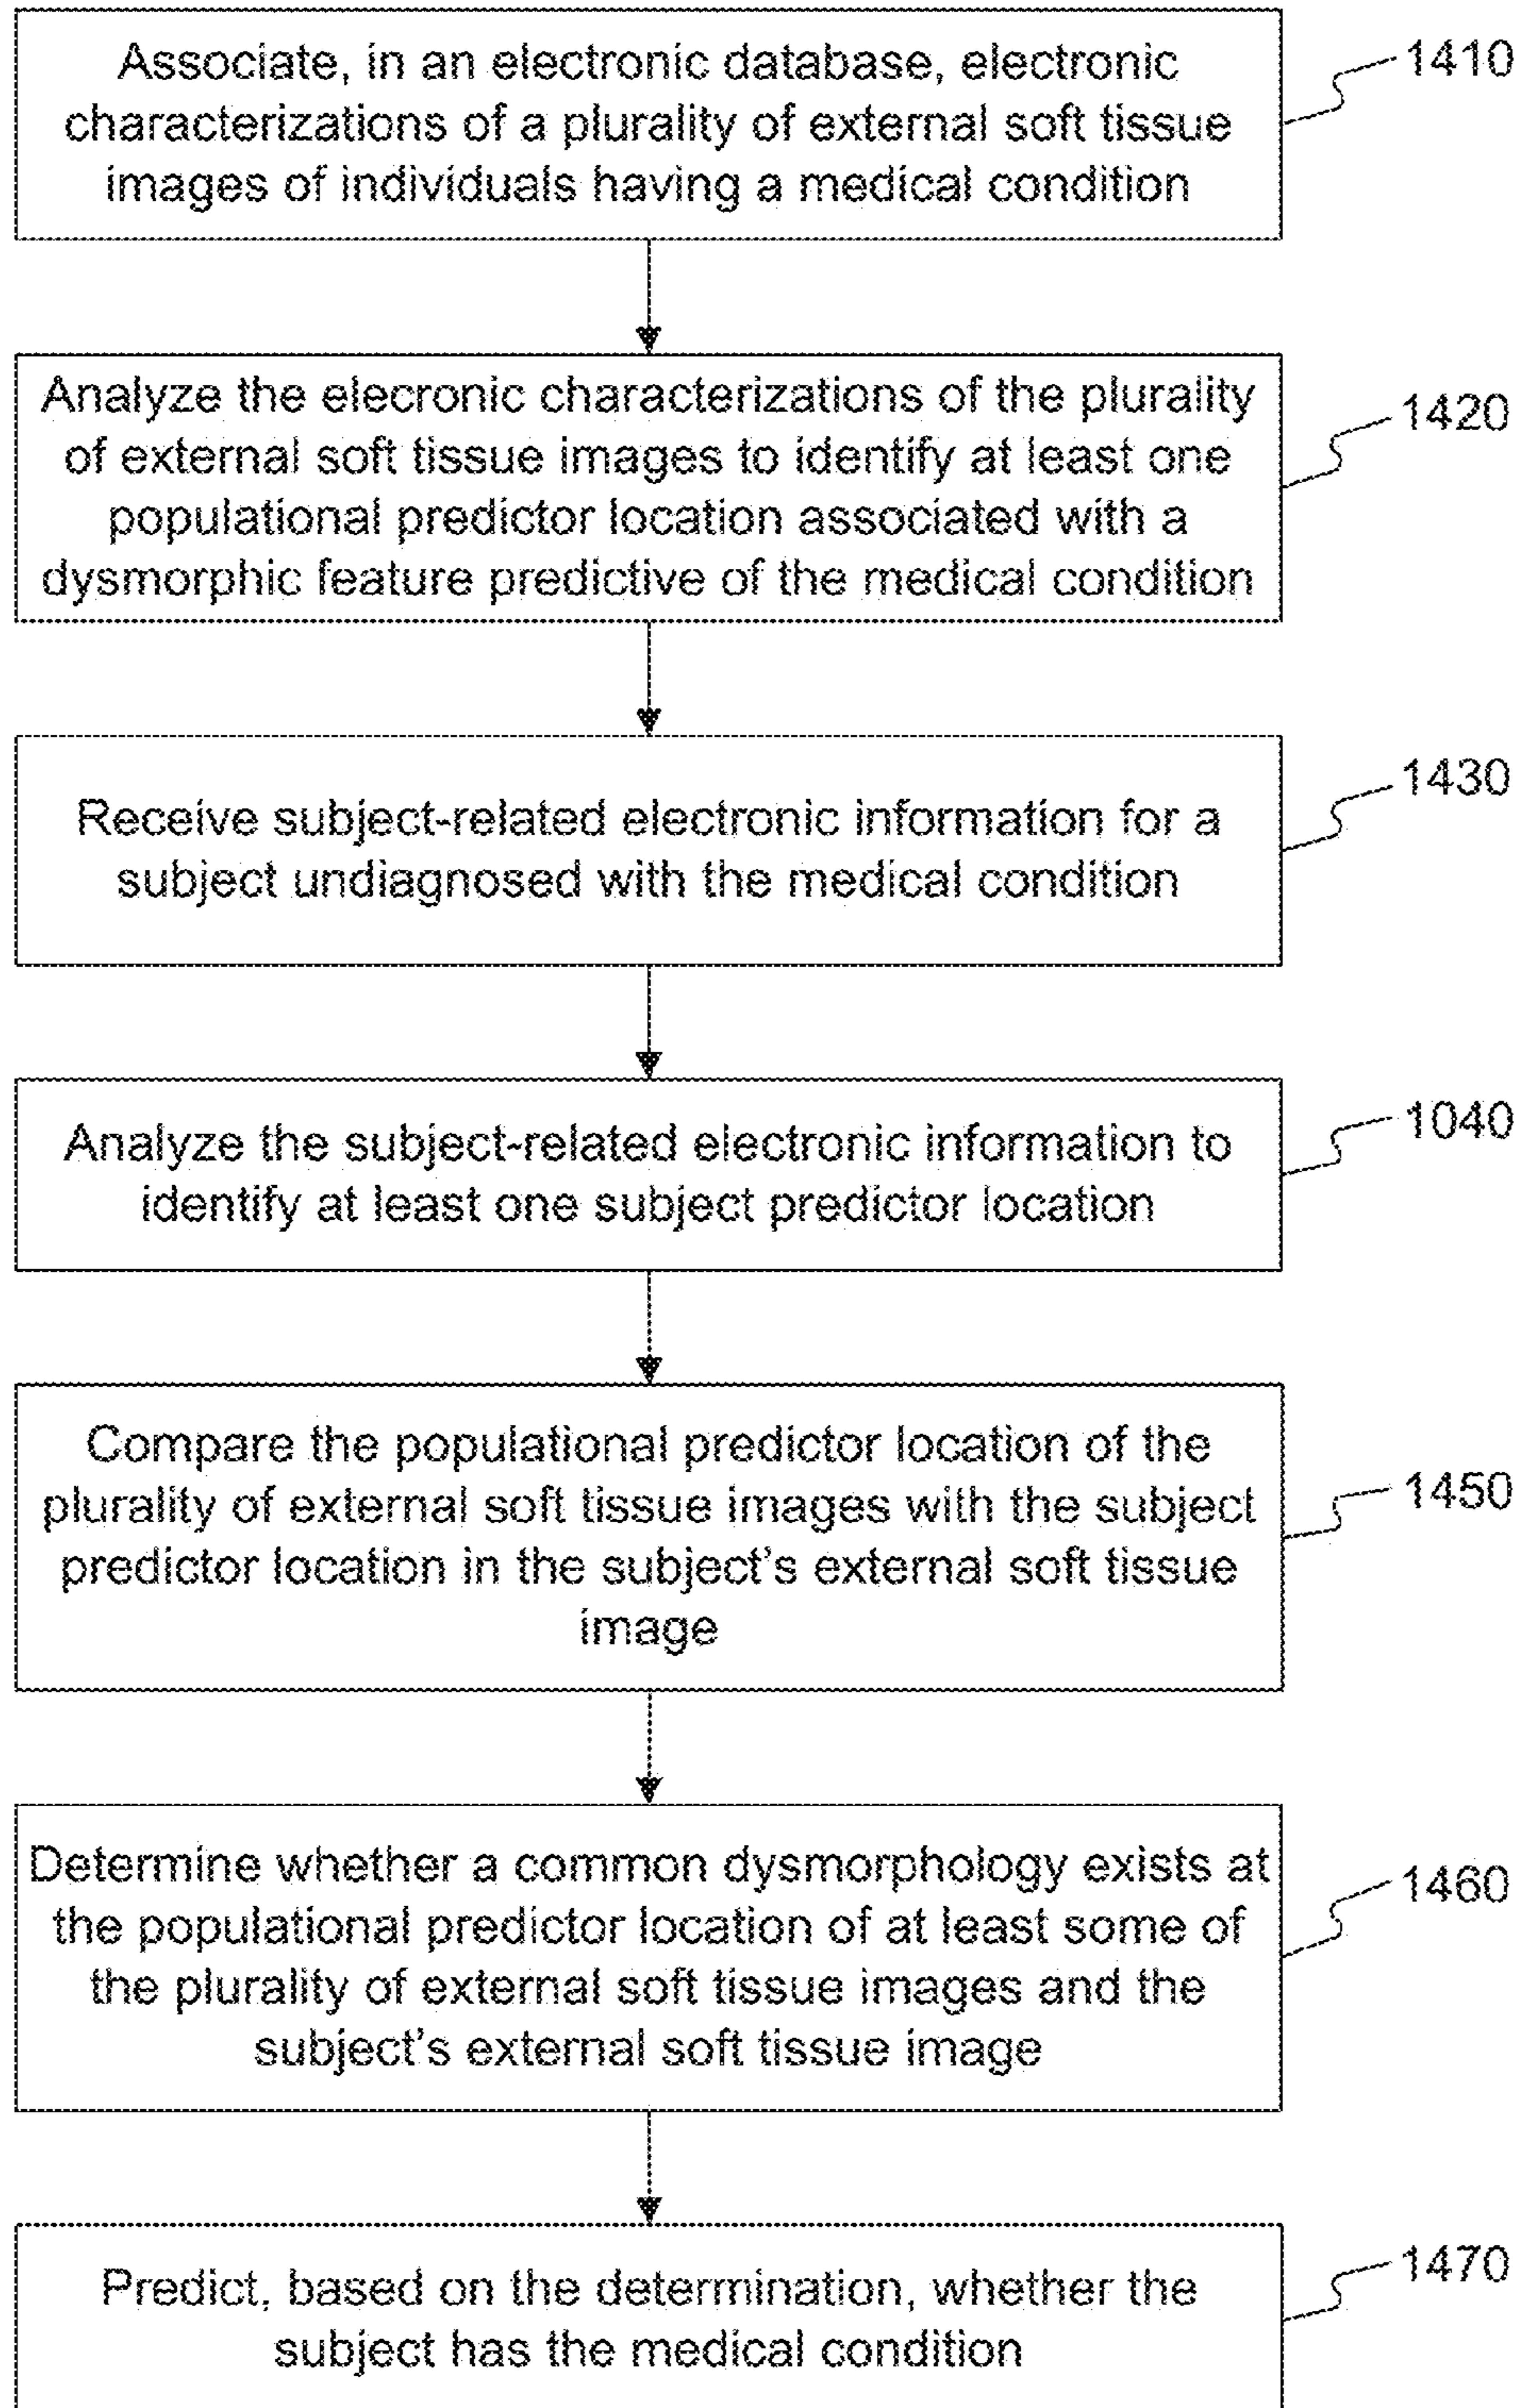 Associate, in an electronic database, electronic
characterizations of a plurality of external soft tissue
images of individuals having a medical condition
1410
Analyze the elecronic characterizations of the plurality
of external soft tissue images to identify at least one
populational predictor location associated with a
dysmorphic feature predictive of the medical condition
1420
Receive subject-related electronic information for a
subject undiagnosed with the medical condition
1430
Analyze the subject-related electronic information to
identify at least one subject predictor location
1040
Compare the populational predictor location of the
plurality of external soft tissue images with the subject
predictor location in the subject's external soft tissue
image
1450
Determine whether a common dysmorphology exists at
the populational predictor location of at least some of
the plurality of external soft tissue images and the
subject's external soft tissue image
1460
Predict, based on the determination, whether the
subject has the medical condition
1470